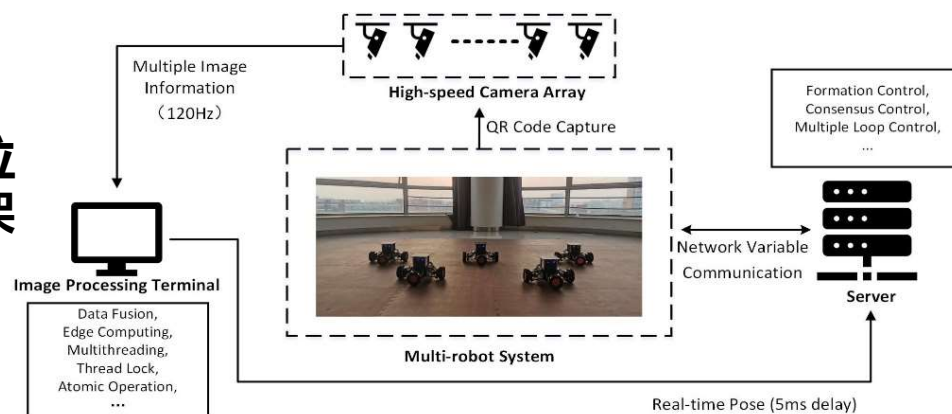 Multiple Image
Information
（120Hz）
High-speed Camera Array
QR Code Capture
Formation Control,
Consensus Control,
Multiple Loop Control,
...
位
架
Image Processing Terminal
Network Variable
Communication
Server
Data Fusion,
Edge Computing,
Multithreading,
Thread Lock,
Atomic Operation,
...
Multi-robot System
Real-time Pose (5ms delay)